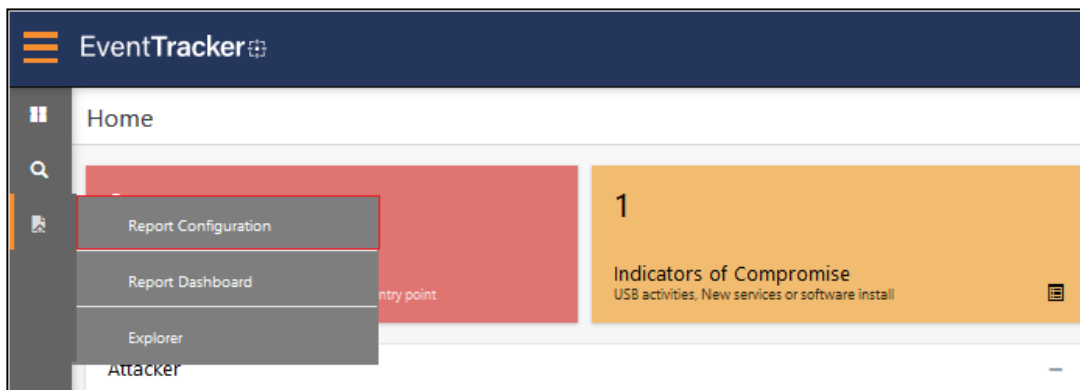 EventTracker
Home
Report Configuration
Report Dashboard
Explorer
ntry point
1
Indicators of Compromise
USB activities, New services or software install
Attacker